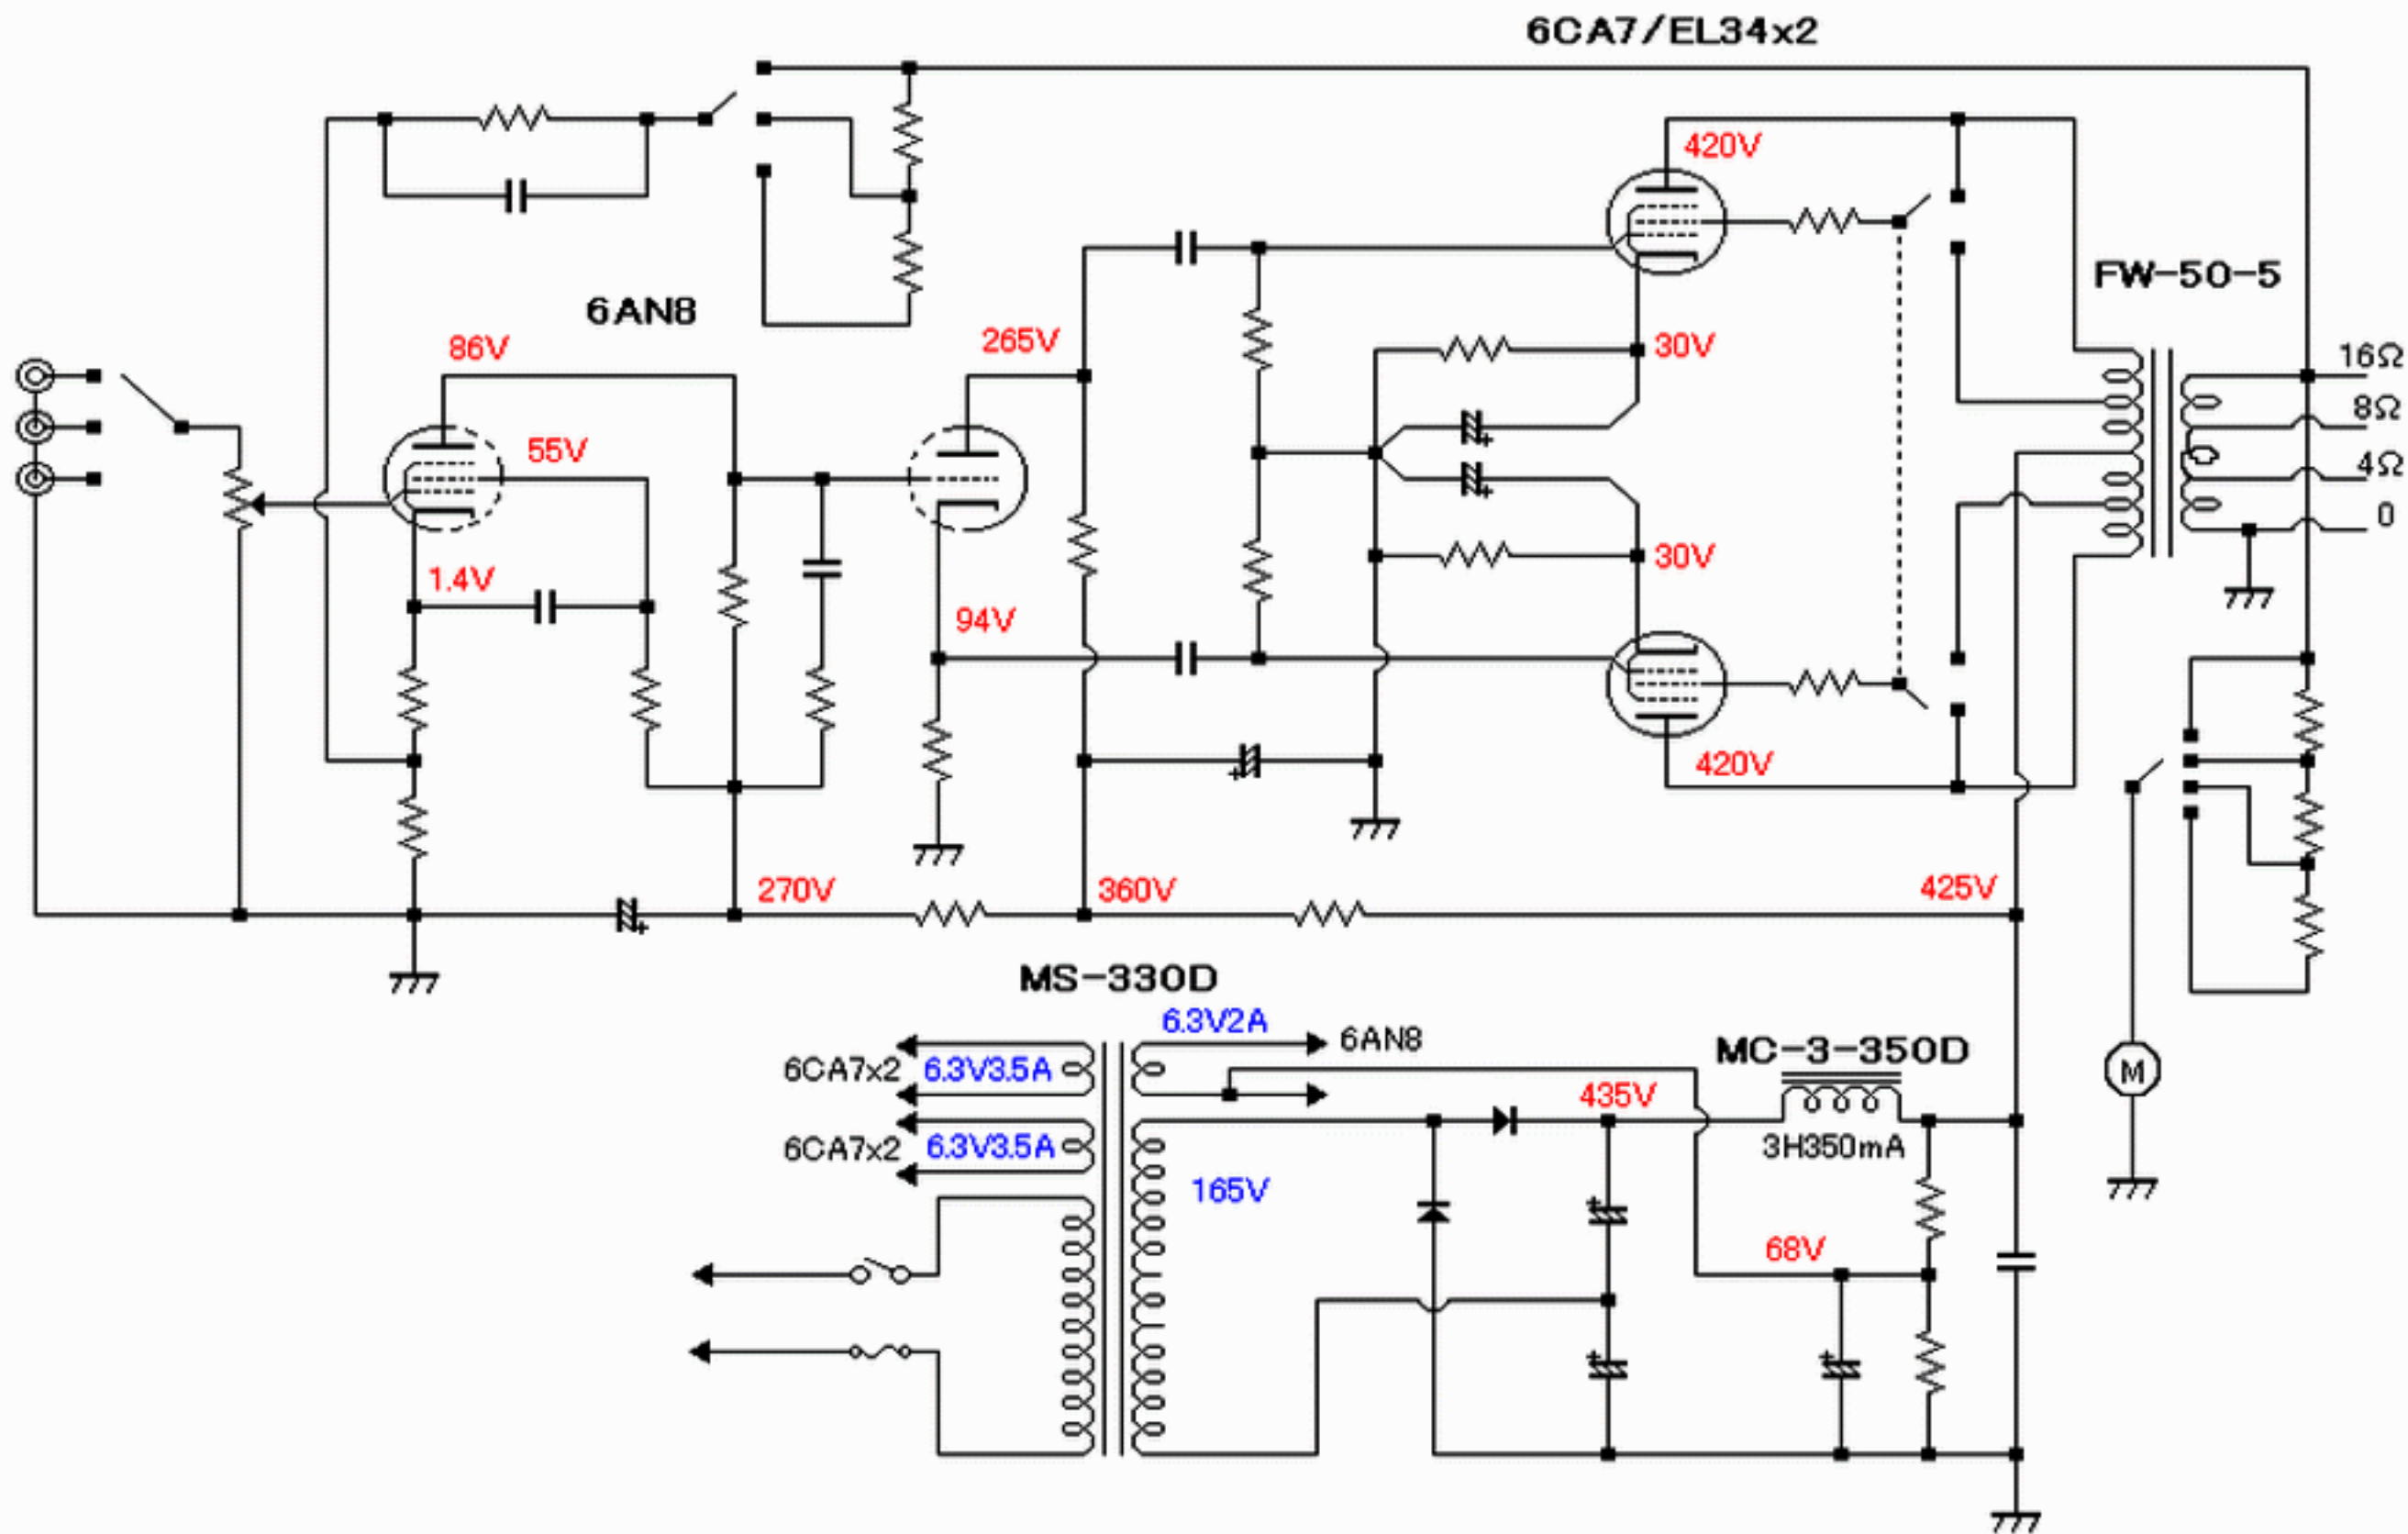 6CA7/EL34x2
420V
FW-50-5
6AN8
86V
265V
30V
16Ω
8Ω
55V
4Ω
0
1.4V
30V
94V
420V
270V
360V
425V
MS-330D
6.3V2A
6AN8
6CA7x2
6.3V3.5A
MC-3-350D
M
435V
6CA7x2
6.3V3.5A
3H350mA
165V
68V
+
+
+
+
+
+
+